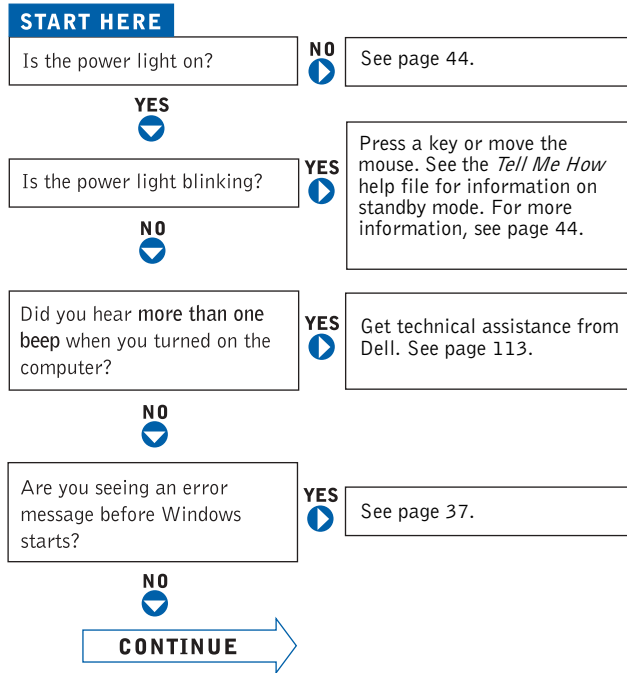 START HERE
Is the power light on?
NO
See page 44.
YES
Is the power light blinking?
YES
Press a key or move the
mouse. See the Tell Me How
help file for information on
standby mode. For more
information, see page 44.
NO
Did you hear more than one
beep when you turned on the
computer?
YES
Get technical assistance from
Dell. See page 113.
NO
Are you seeing an error
message before Windows
starts?
YES
See page 37.
NO
CONTINUE